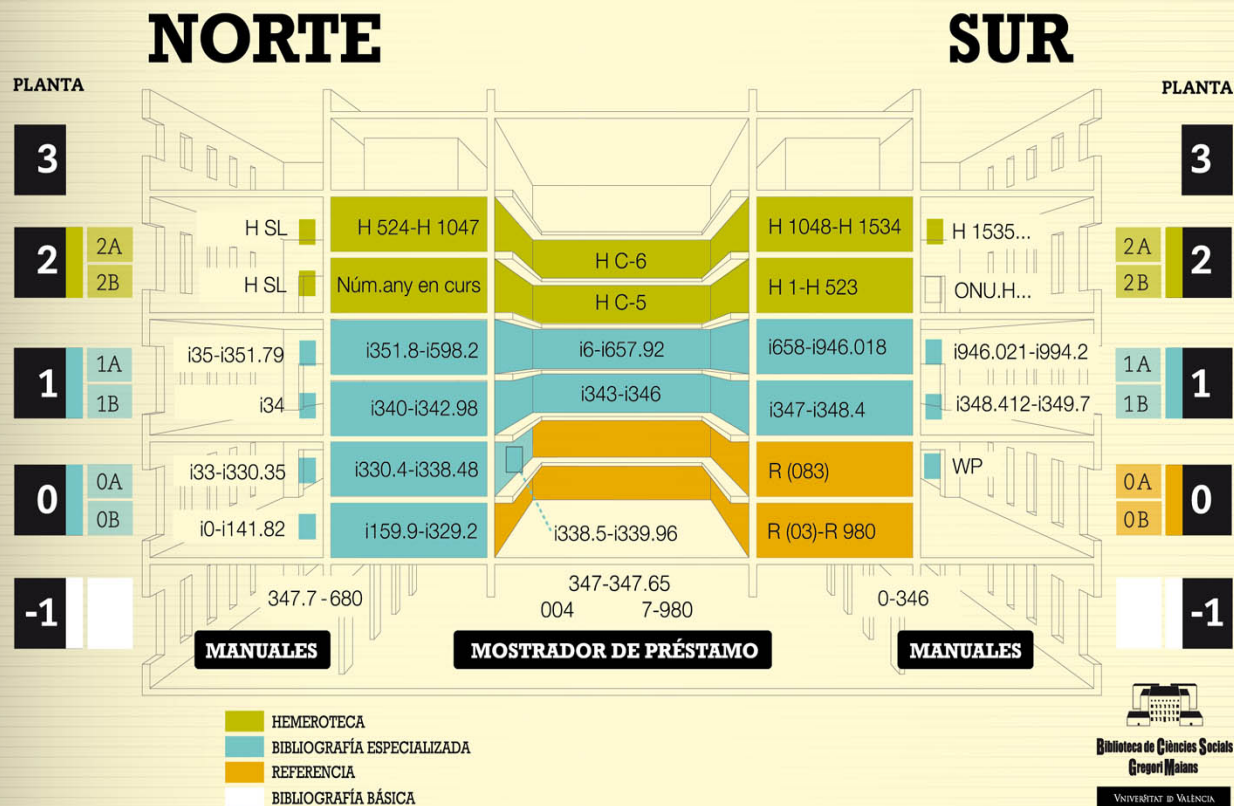 NORTE
SUR
PLANTA
PLANTA
3
3
H SL
H 524-H 1047
H 1048-H 1534
H 1535...
2
2A
H C-6
2A
2
2B
H SL
Núm.any en curs
H C-5
H 1-H 523
ONU.H...
2B
i35-i351.79
i351.8-i598.2
i6-i657.92
i658-i946.018
i946.021-i994.2
1
1A
1A
1
1B
i34
i340-i342.98
i343-i346
i347-i348.4
i348.412-i349.7
1B
i33-i330.35
i330.4-i338.48
R (083)
WP
0
0A
0A
0
0B
i0-i141.82
i159.9-i329.2
i338.5-i339.96
R (03)-R 980
0B
-1
347.7-680
347-347.65
004 7-980
0-346
-1
MANUALES
MOSTRADOR DE PRÉSTAMO
MANUALES
HEMEROTECA
BIBLIOGRAFÍA ESPECIALIZADA
REFERENCIA
BIBLIOGRAFÍA BÁSICA
Biblioteca de Ciències Socials
Gregori Maians
VNIVERSITAT ID VALÈNCIA